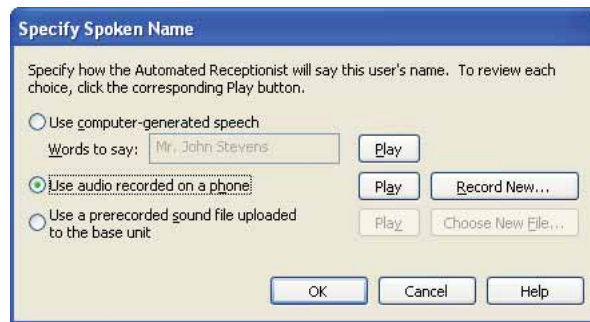 Specify Spoken Name
Specify how the Automated Receptionist will say this user's name. To review each
choice, click the corresponding Play button.
Use computer-generated speech
Words to say: Mr. John Stevens Play
Use audio recorded on a phone Play Record New...
Use a prerecorded sound file uploaded
to the base unit Play Choose New File...
OK Cancel Help